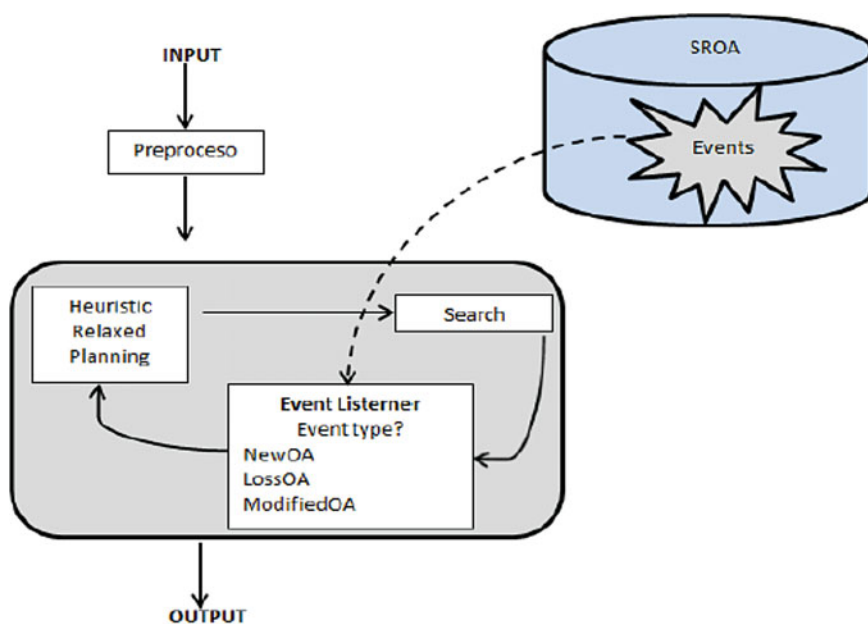 INPUT
SROA
Preproceso
Events
Heuristic
Relaxed
Planning
Search
Event Listerner
Event type?
NewOA
LossOA
ModifiedOA
OUTPUT